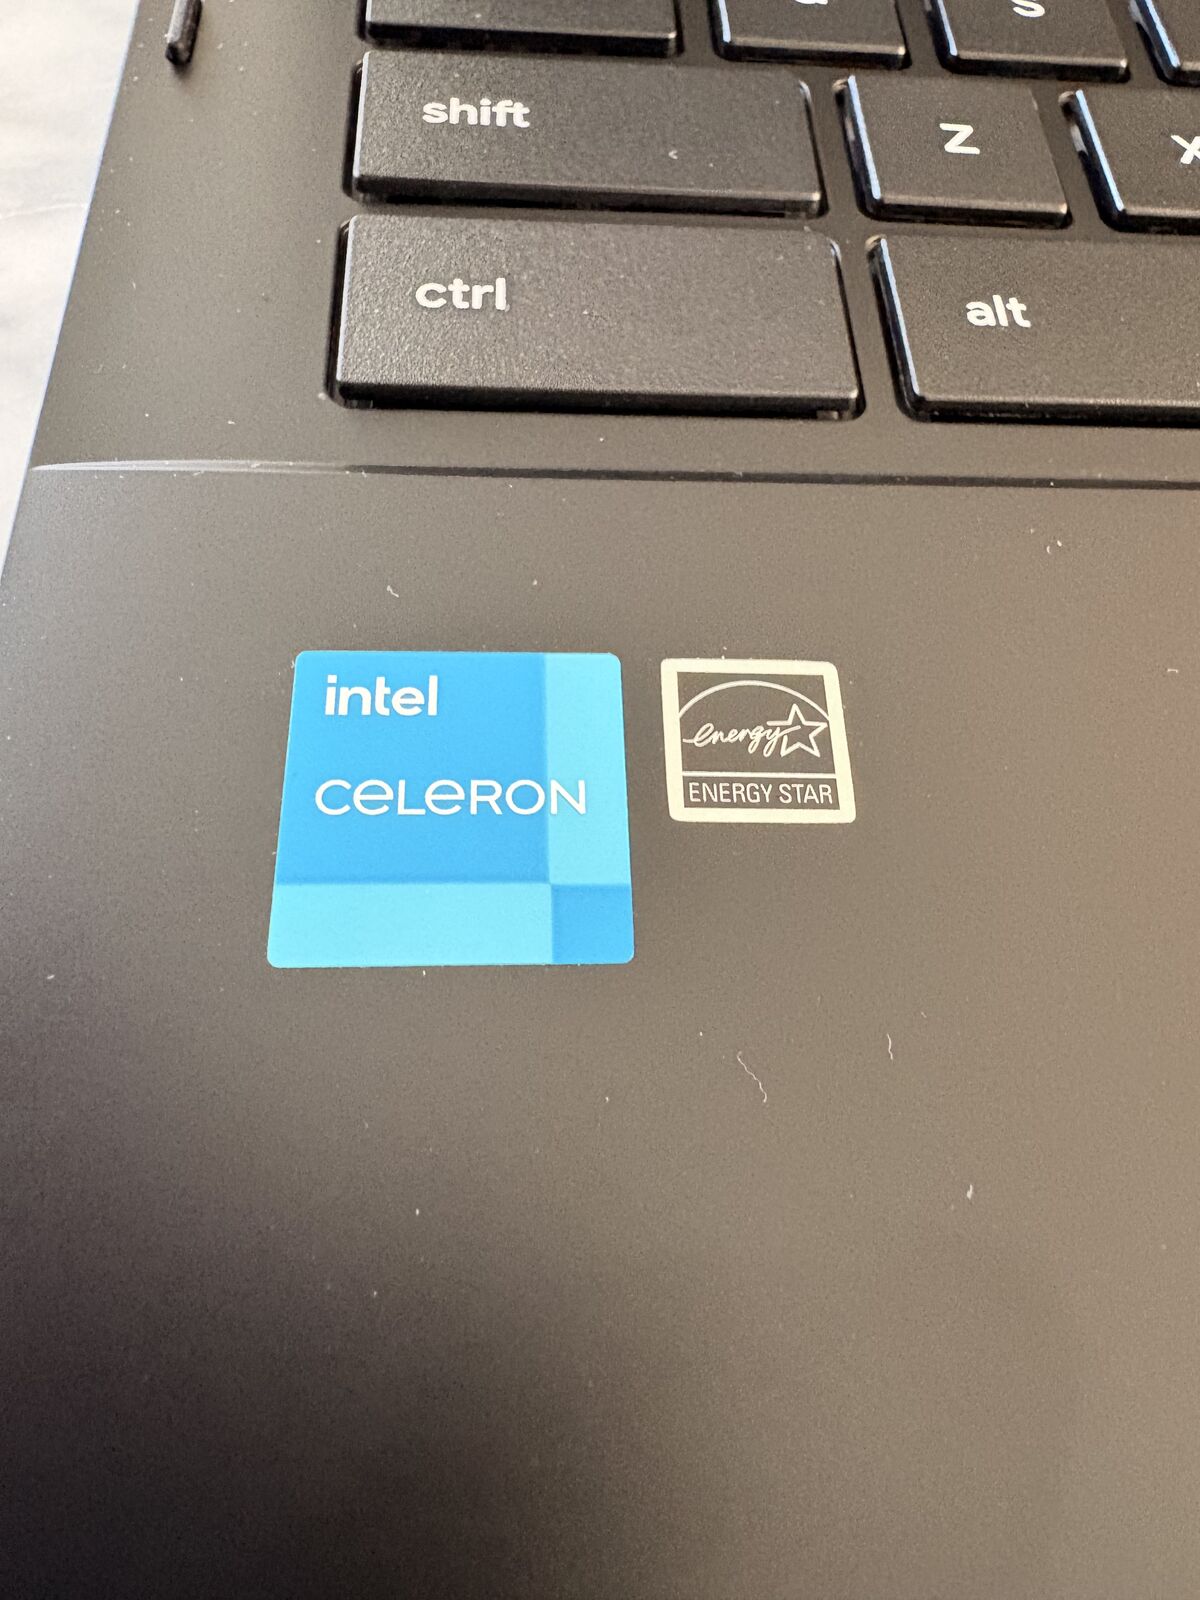 S
shift
Z
X
ctrl
alt
intel
CELERON
energy
ENERGY STAR